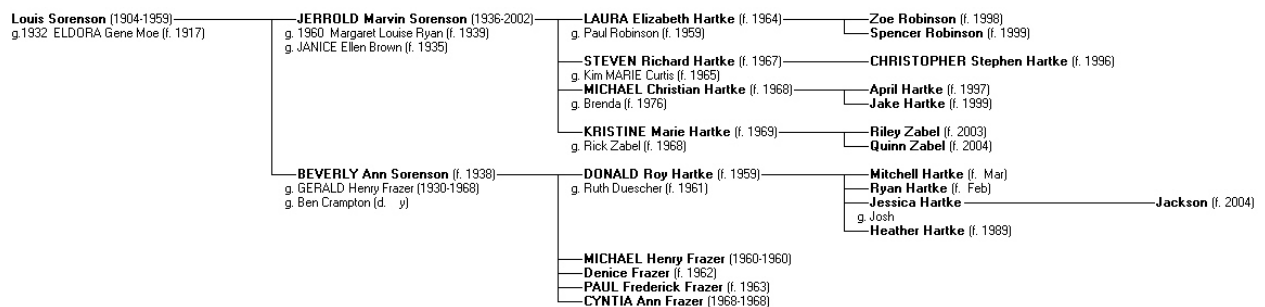 Louis Sorenson (1904-1959)
g.1932 ELDORA Gene Moe (f. 1917)
JERROLD Marvin Sorenson (1936-2002)
g. 1960 Margaret Louise Ryan (f. 1939)
g. JANICE Ellen Brown (f. 1935)
LAURA Elizabeth Hartke (f. 1964)
g. Paul Robinson (f. 1959)
Zoe Robinson (f. 1998)
Spencer Robinson (f. 1999)
STEVEN Richard Hartke (f. 1967)
g. Kim MARIE Curtis (f. 1965)
CHRISTOPHER Stephen Hartke (f. 1996)
MICHAEL Christian Hartke (f. 1968)
g. Brenda (f. 1976)
April Hartke (f. 1997)
Jake Hartke (f. 1999)
KRISTINE Marie Hartke (f. 1969)
g. Rick Zabel (f. 1968)
Riley Zabel (f. 2003)
Quinn Zabel (f. 2004)
BEVERLY Ann Sorenson (f. 1938)
g. GERALD Henry Frazer (1930-1968)
g. Ben Crampton (d. y)
DONALD Roy Hartke (f. 1959)
g. Ruth Duescher (f. 1961)
Mitchell Hartke (f. Mar)
Ryan Hartke (f. Feb)
Jessica Hartke
g. Josh
Jackson (f. 2004)
Heather Hartke (f. 1989)
MICHAEL Henry Frazer (1960-1960)
Denice Frazer (f. 1962)
PAUL Frederick Frazer (f. 1963)
CYNTIA Ann Frazer (1968-1968)